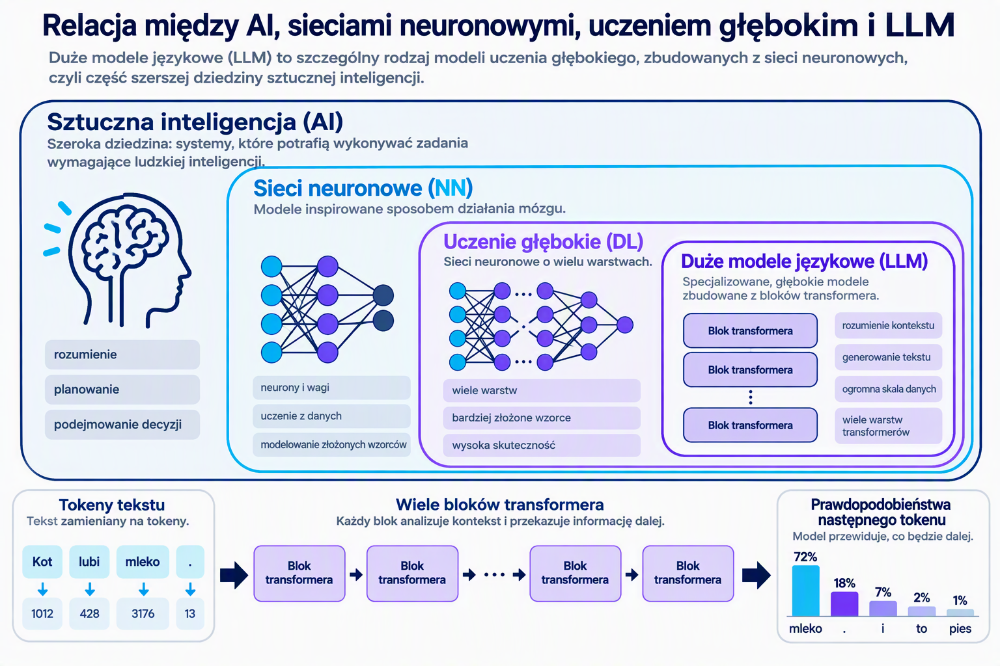 Relacja między AI, sieciami neuronowymi, uczeniem głębokim i LLM
Duże modele językowe (LLM) to szczególny rodzaj modeli uczenia głębokiego, zbudowanych z sieci neuronowych,
czyli część szerszej dziedziny sztucznej inteligencji.
Sztuczna inteligencja (AI)
Szeroka dziedzina: systemy, które potrafią wykonywać zadania
wymagające ludzkiej inteligencji.
rozumienie
planowanie
podejmowanie decyzji
Sieci neuronowe (NN)
Modele inspirowane sposobem działania mózgu.
neurony i wagi
uczenie z danych
modelowanie złożonych wzorców
Uczenie głębokie (DL)
Sieci neuronowe o wielu warstwach.
wiele warstw
bardziej złożone wzorce
wysoka skuteczność
Duże modele językowe (LLM)
Specjalizowane, głębokie modele
zbudowane z bloków transformera.
Blok transformera
Blok transformera
Blok transformera
rozumienie kontekstu
generowanie tekstu
ogromna skala danych
wiele warstw
transformerów
Tokeny tekstu
Tekst zamieniany na tokeny.
Kot lubi mleko .
1012 428 3176 13
Wiele bloków transformera
Każdy blok analizuje kontekst i przekazuje informację dalej.
Blok
transformera
Blok
transformera
Blok
transformera
Blok
transformera
Prawdopodobieństwa
następnego tokenu
Model przewiduje, co będzie dalej.
72% 18% 7% 2% 1%
mleko . i to pies